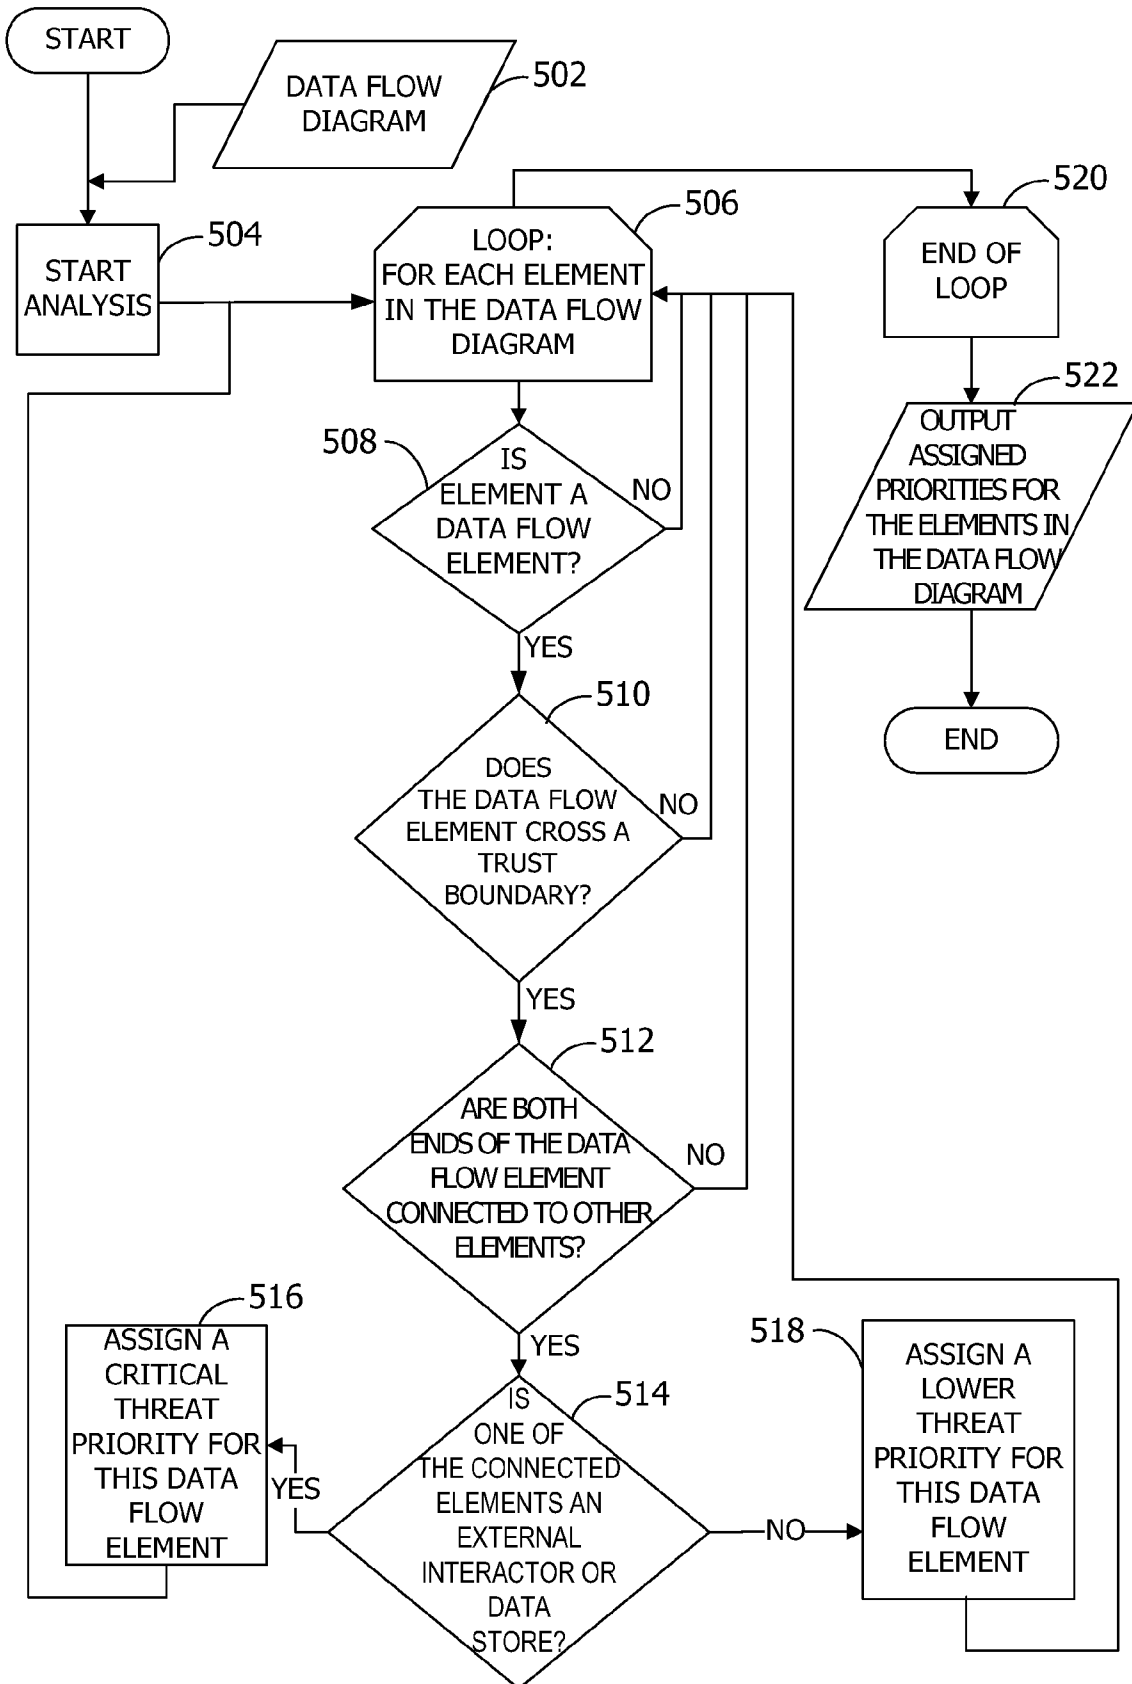 START
DATA FLOW
DIAGRAM
502
504
START
ANALYSIS
506
LOOP:
FOR EACH ELEMENT
IN THE DATA FLOW
DIAGRAM
520
END OF
LOOP
522
OUTPUT
ASSIGNED
PRIORITIES FOR
THE ELEMENTS IN
THE DATA FLOW
DIAGRAM
END
508
IS
ELEMENT A
DATA FLOW
ELEMENT?
NO
YES
510
DOES
THE DATA FLOW
ELEMENT CROSS A
TRUST
BOUNDARY?
NO
YES
512
ARE BOTH
ENDS OF THE DATA
FLOW ELEMENT
CONNECTED TO OTHER
ELEMENTS?
NO
YES
514
IS
ONE OF
THE CONNECTED
ELEMENTS AN
EXTERNAL
INTERACTOR OR
DATA
STORE?
YES
NO
516
ASSIGN A
CRITICAL
THREAT
PRIORITY FOR
THIS DATA
FLOW
ELEMENT
518
ASSIGN A
LOWER
THREAT
PRIORITY FOR
THIS DATA
FLOW
ELEMENT